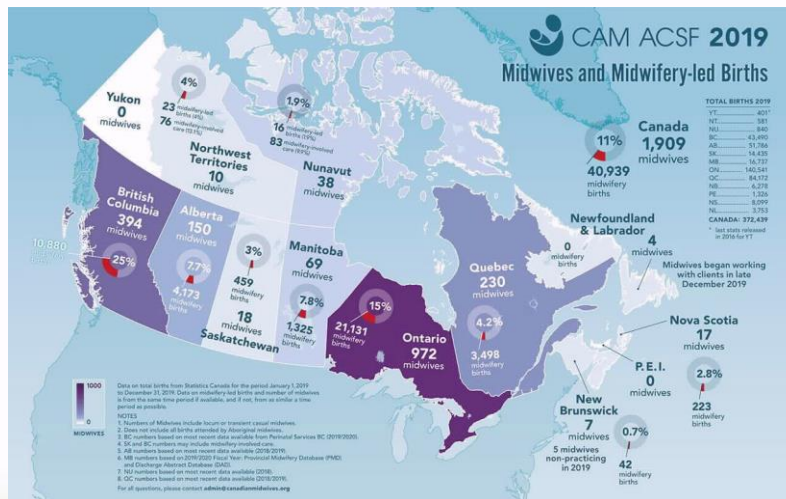 CAM ACSF 2019
Midwives and Midwifery-led Births
TOTAL BIRTHS 2019
YT 401*
NT 581
NU 840
BC 43,490
AB 51,786
SK 14,435
MB 16,737
ON 140,541
QC 84,172
NB 6,278
PE 1,326
NS 8,099
NL 3,753
CANADA: 372,439
* last stats released
in 2016 for YT
Canada
1,909
midwives
11%
40,939
midwifery
births
Yukon
0
midwives
4%
23
midwifery-led
births (4%)
76
midwifery-involved
care (13.1%)
Northwest
Territories
10
midwives
1.9%
16
midwifery-led
births (1.9%)
83
midwifery-involved
Nunavut
38
midwives
British
Columbia
394
midwives
25%
10 880
Alberta
150
midwives
7.7%
4,173
midwifery
births
3%
459
midwifery
births
18
midwives
Saskatchewan
Manitoba
69
midwives
7.8%
1,325
midwifery
births
15%
21,131
midwifery
births
Ontario
972
midwives
Quebec
230
midwives
4.2%
3,498
midwifery
births
Newfoundland
& Labrador
0
midwifery
births
4
midwives
Midwives began working
with clients in late
December 2019
Nova Scotia
17
midwives
2.8%
223
midwifery
births
P.E.I.
0
midwives
New
Brunswick
7
midwives
5 midwives
non-practicing
in 2019
0.7%
42
midwifery
births
1000
0
MIDWIVES
Data on total births from Statistics Canada for the period January 1, 2019
to December 31, 2019. Data on midwifery-led births and number of midwives
is from the same time period if available, and if not, from as similar a time
period as possible.
NOTES
1. Numbers of Midwives include locum or transient casual midwives.
2. Does not include all births attended by Aboriginal midwives.
3. BC numbers based on most recent data available from Perinatal Services BC (2019/2020).
4. SK and BC numbers may include midwifery-involved care.
5. AB numbers based on most recent data available (2018/2019).
6. MB numbers based on 2019/2020 Fiscal Year: Provincial Midwifery Database (PMD)
and Discharge Abstract Database (DAD).
7. NU numbers based on most recent data available (2018).
8. QC numbers based on most recent data available (2018/2019).
For all questions, please contact admin@canadianmidwives.org